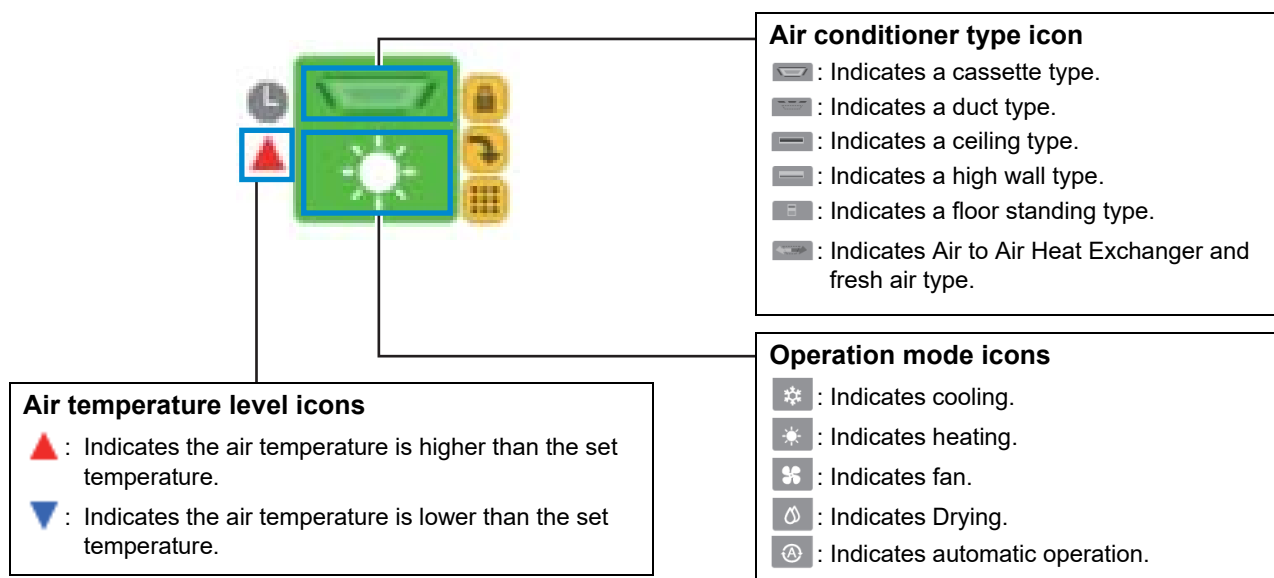 Air conditioner type icon
: Indicates a cassette type.
: Indicates a duct type.
: Indicates a ceiling type.
: Indicates a high wall type.
: Indicates a floor standing type.
: Indicates Air to Air Heat Exchanger and
fresh air type.
Operation mode icons
: Indicates cooling.
: Indicates heating.
: Indicates fan.
: Indicates Drying.
A : Indicates automatic operation.
Air temperature level icons
: Indicates the air temperature is higher than the set
temperature.
: Indicates the air temperature is lower than the set
temperature.